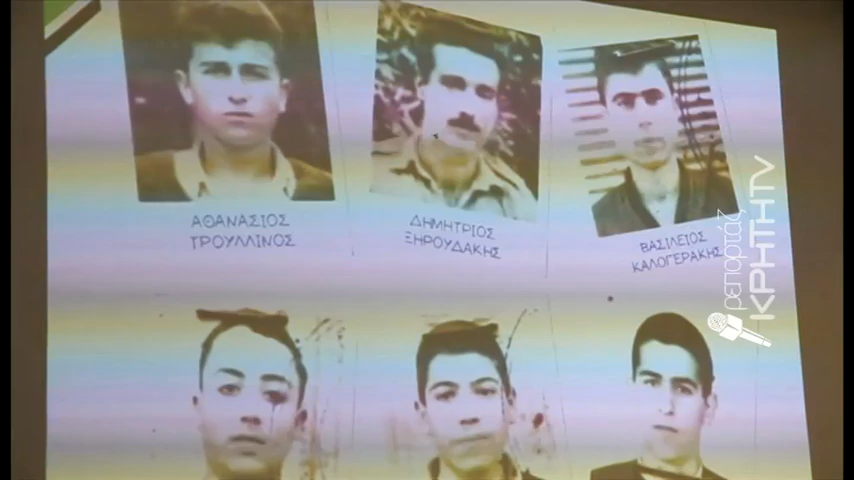 ΑΘΑΝΑΣΙΟΣ
ΤΡΟΥΛΛΙΝΟΣ
ΔΗΜΗΤΡΙΟΣ
ΞΗΡΟΥΔΑΚΗΣ
ΒΑΣΙΛΕΙΟΣ
ΚΑΛΟΓΕΡΑΚΗΣ
ρεπορτάζ
ΚΡΗΤΗTV